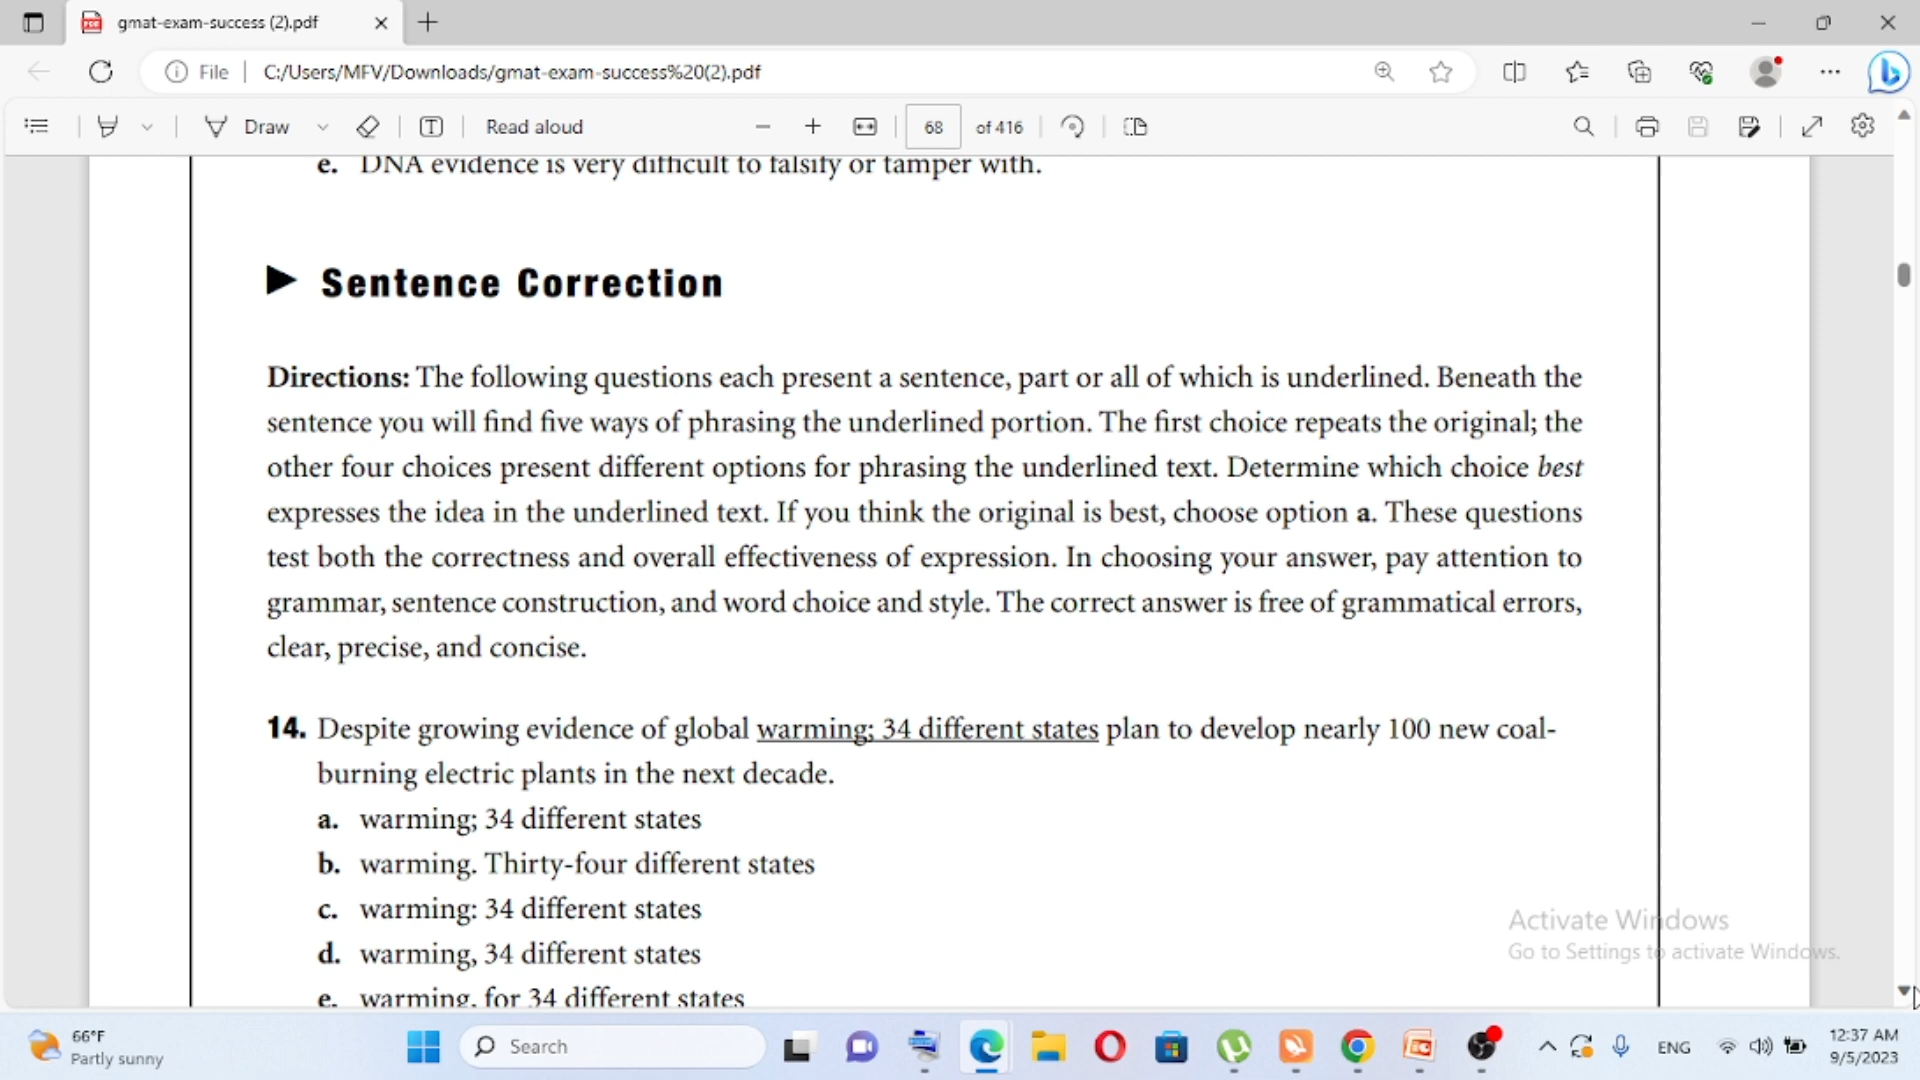 gmat-exam-success (2).pdf
File
C:/Users/MFV/Downloads/gmat-exam-success%20(2).pdf
Draw
Read aloud
68
of 416
e. DNA evidence is very difficult to falsify or tamper with.
Sentence Correction
Directions: The following questions each present a sentence, part or all of which is underlined. Beneath the
sentence you will find five ways of phrasing the underlined portion. The first choice repeats the original; the
other four choices present different options for phrasing the underlined text. Determine which choice best
expresses the idea in the underlined text. If you think the original is best, choose option a. These questions
test both the correctness and overall effectiveness of expression. In choosing your answer, pay attention to
grammar, sentence construction, and word choice and style. The correct answer is free of grammatical errors,
clear, precise, and concise.
14. Despite growing evidence of global warming; 34 different states plan to develop nearly 100 new coal-
burning electric plants in the next decade.
a. warming; 34 different states
b. warming. Thirty-four different states
c. warming: 34 different states
d. warming, 34 different states
e. warming, for 34 different states
Activate Windows
Go to Settings to activate Windows.
66°F
Partly sunny
Search
ENG
12:37 AM
9/5/2023